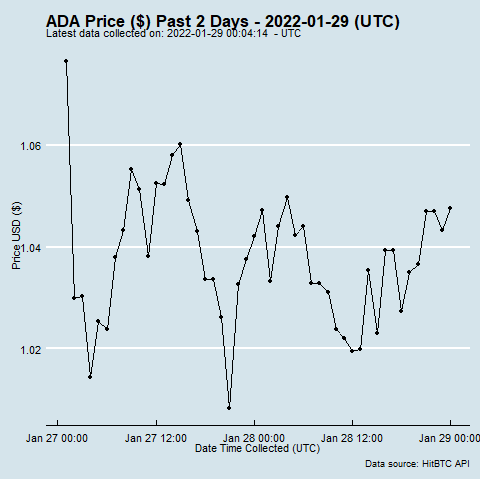 ADA Price ($) Past 2 Days - 2022-01-29 (UTC)
Latest data collected on: 2022-01-29 00:04:14 - UTC
1.06
1.04
1.02
Price USD ($)
Jan 27 00:00 Jan 27 12:00 Jan 28 00:00 Jan 28 12:00 Jan 29 00:00
Date Time Collected (UTC)
Data source: HitBTC API